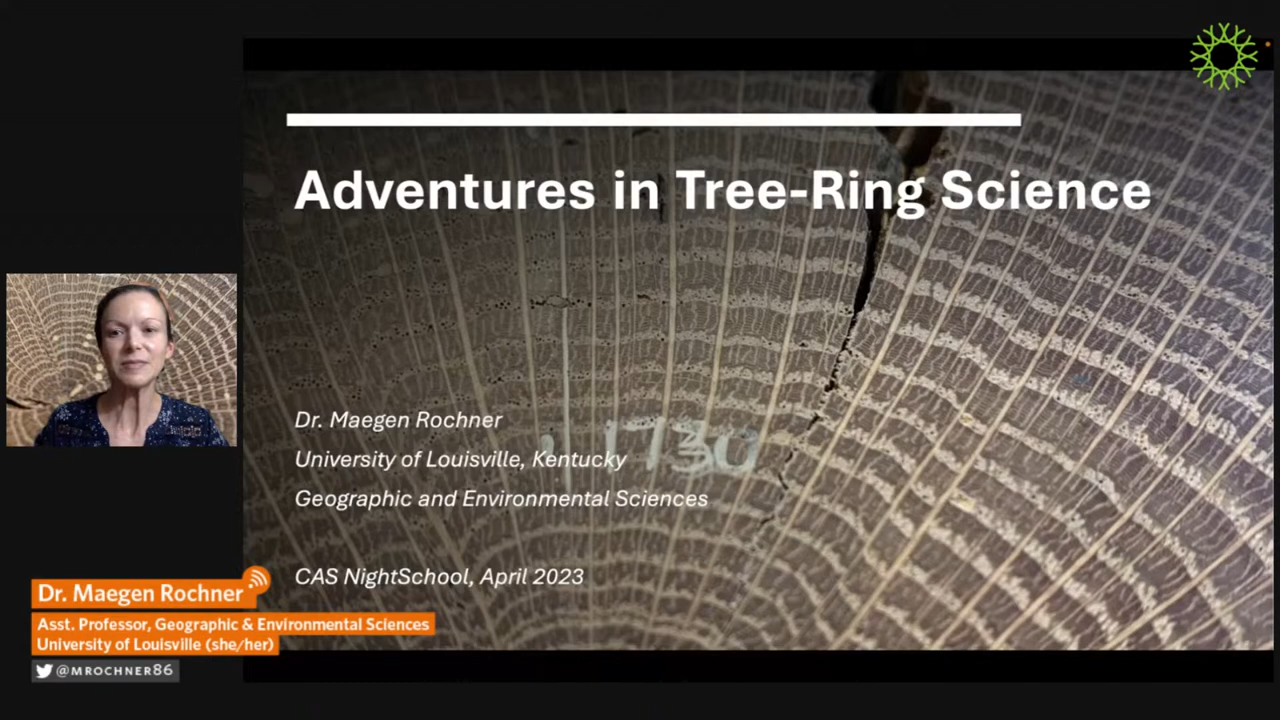 Adventures in Tree-Ring Science
Dr. Maegen Rochner
University of Louisville, Kentucky
1730
Geographic and Environmental Sciences
CAS NightSchool, April 2023
Dr. Maegen Rochner
Asst. Professor, Geographic & Environmental Sciences
University of Louisville (she/her)
@MROCHNER86